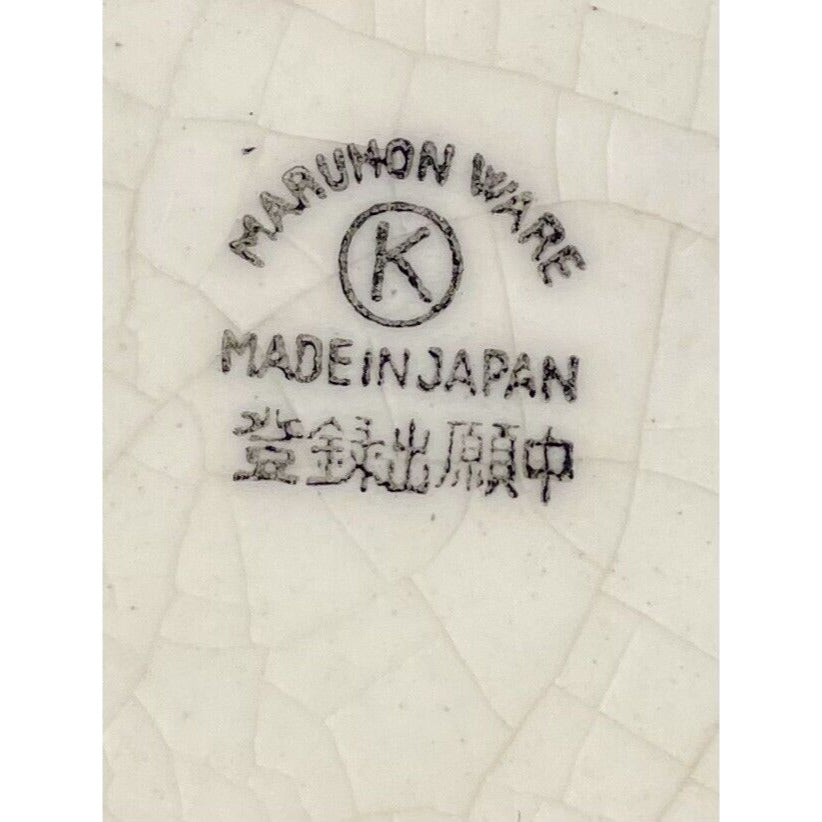 MARUHON WARE
K
MADE IN JAPAN
登録出願中